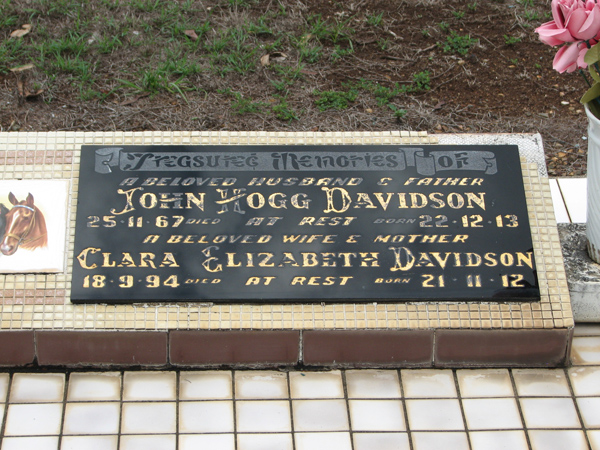 Treasured Memories OF
A BELOVED HUSBAND & FATHER
JOHN HOGG DAVIDSON
25·11·67 DIED AT REST BORN 22·12·13
A BELOVED WIFE & MOTHER
CLARA ELIZABETH DAVIDSON
18·9·94 DIED AT REST BORN 21·11·12